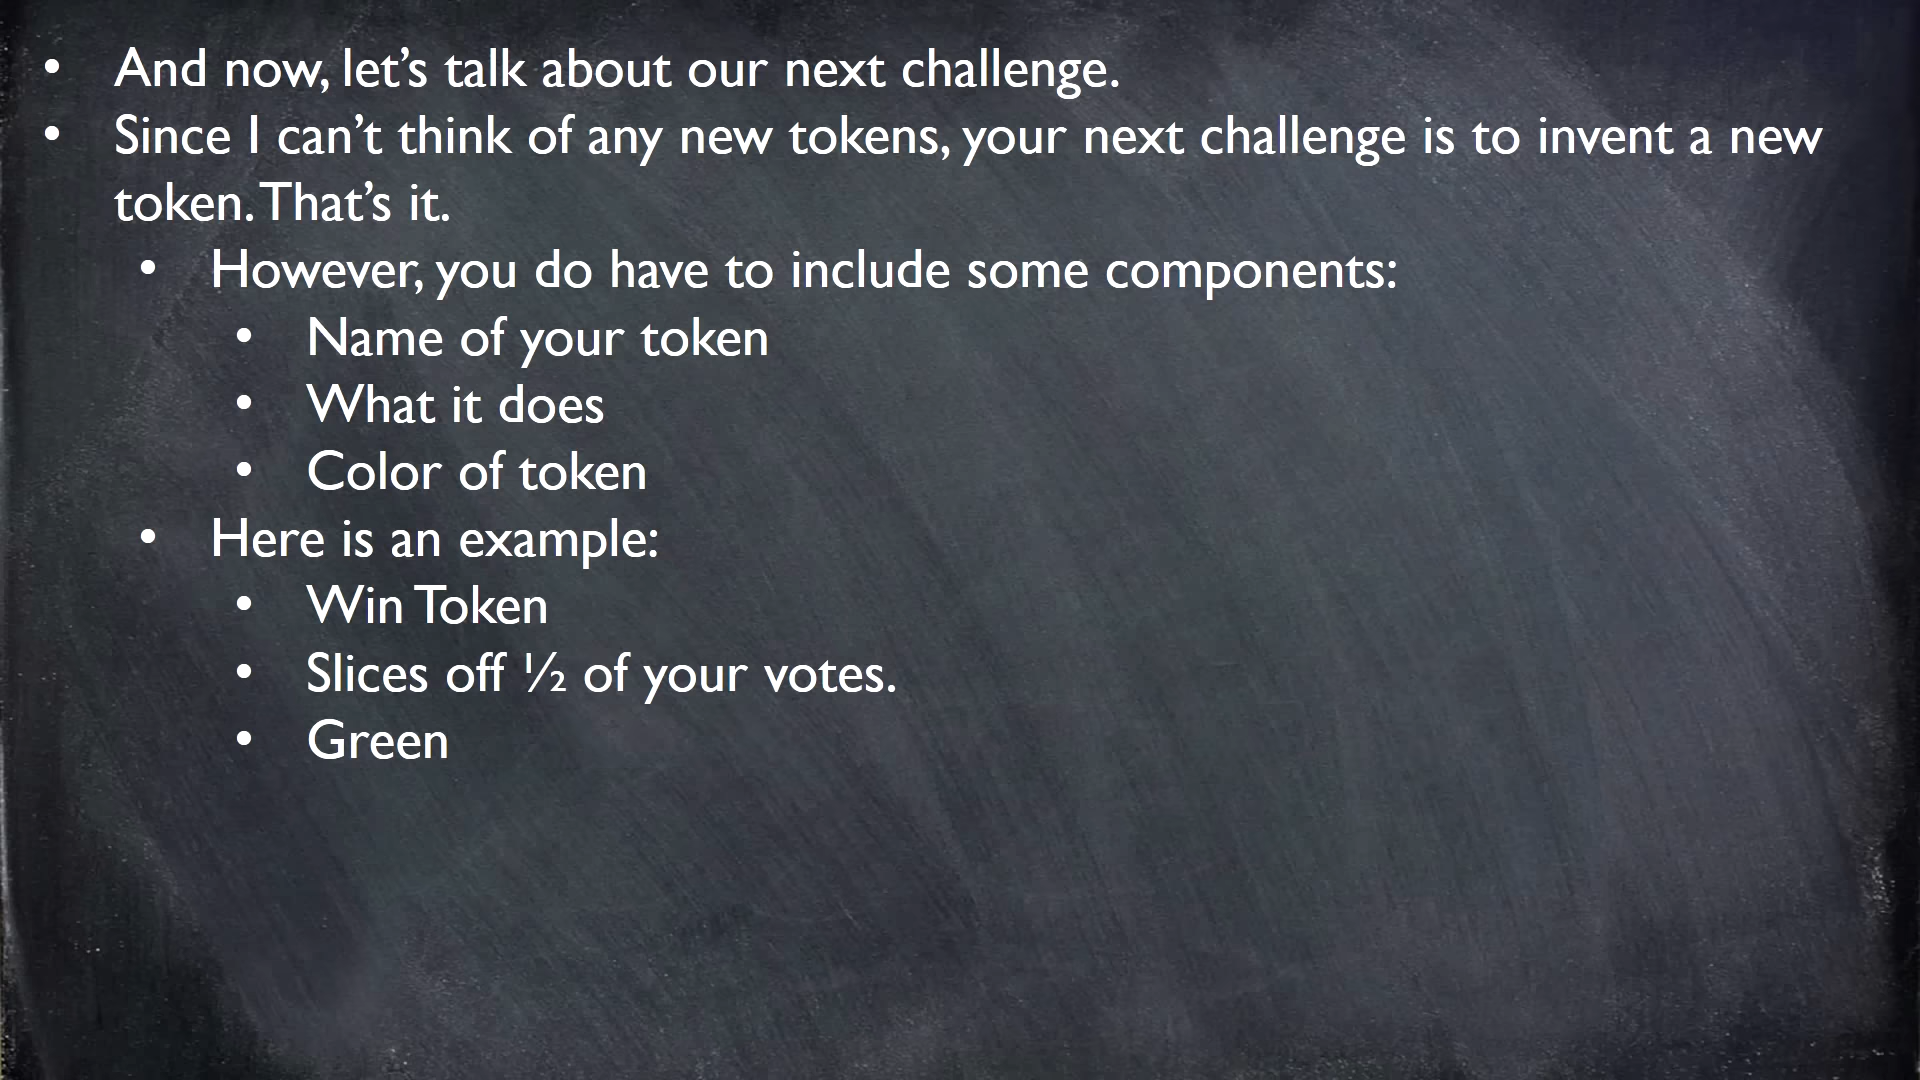 • And now, let’s talk about our next challenge.
• Since I can’t think of any new tokens, your next challenge is to invent a new
token. That’s it.
• However, you do have to include some components:
• Name of your token
• What it does
• Color of token
• Here is an example:
• Win Token
• Slices off ½ of your votes.
• Green